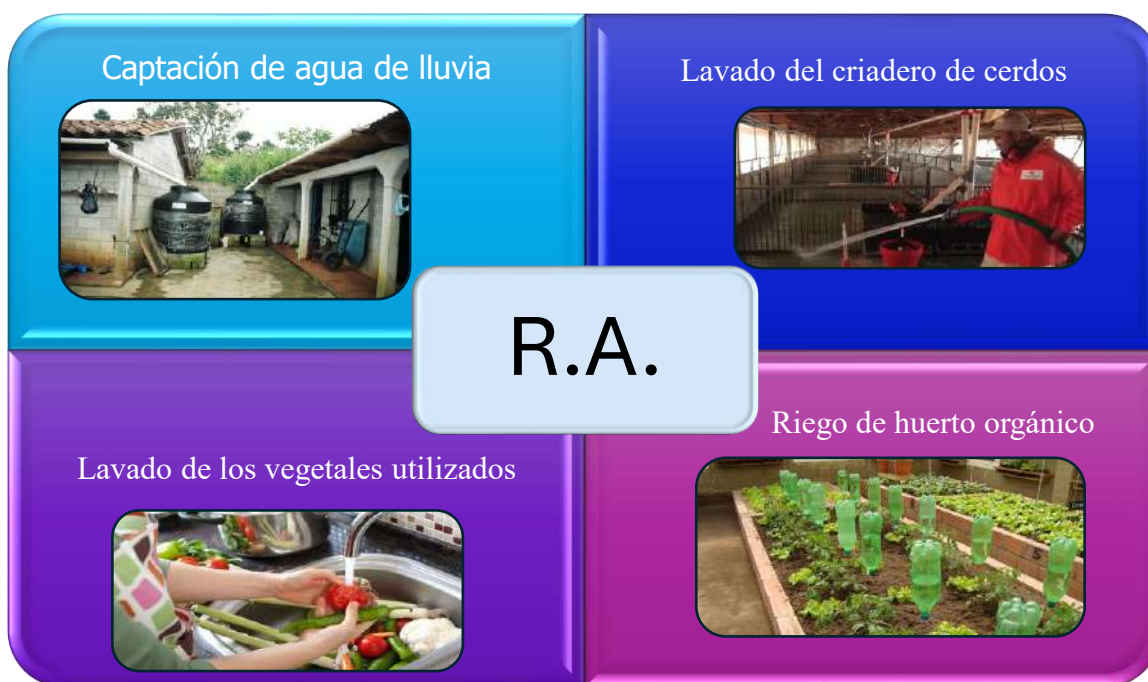 Captación de agua de lluvia
Lavado del criadero de cerdos
R.A.
Lavado de los vegetales utilizados
Riego de huerto orgánico